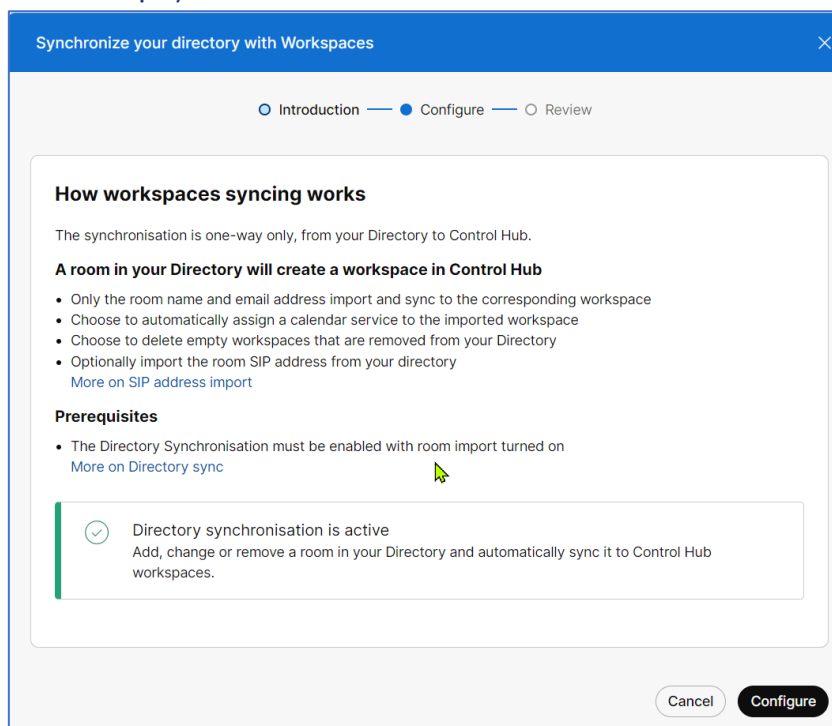 Synchronize your directory with Workspaces
Introduction Configure Review
How workspaces syncing works
The synchronisation is one-way only, from your Directory to Control Hub.
A room in your Directory will create a workspace in Control Hub
• Only the room name and email address import and sync to the corresponding workspace
• Choose to automatically assign a calendar service to the imported workspace
• Choose to delete empty workspaces that are removed from your Directory
• Optionally import the room SIP address from your directory
More on SIP address import
Prerequisites
• The Directory Synchronisation must be enabled with room import turned on
More on Directory sync
Directory synchronisation is active
Add, change or remove a room in your Directory and automatically sync it to Control Hub
workspaces.
Cancel Configure